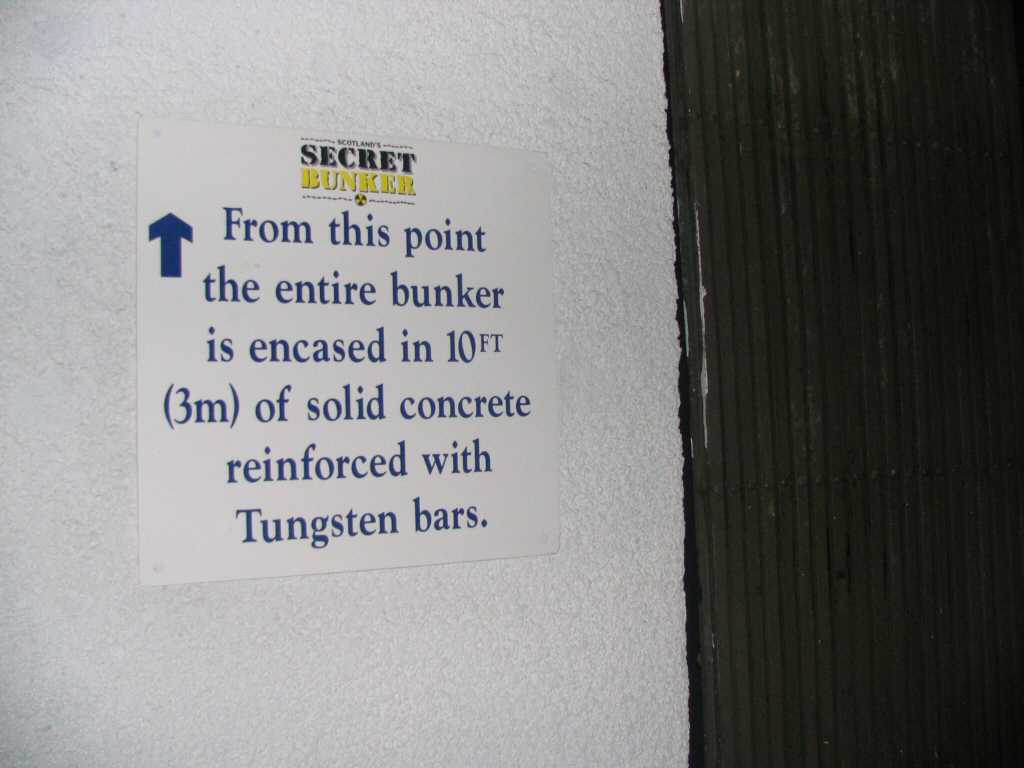 SCOTLAND'S
SECRET
BUNKER
From this point
the entire bunker
is encased in 10FT
(3m) of solid concrete
reinforced with
Tungsten bars.